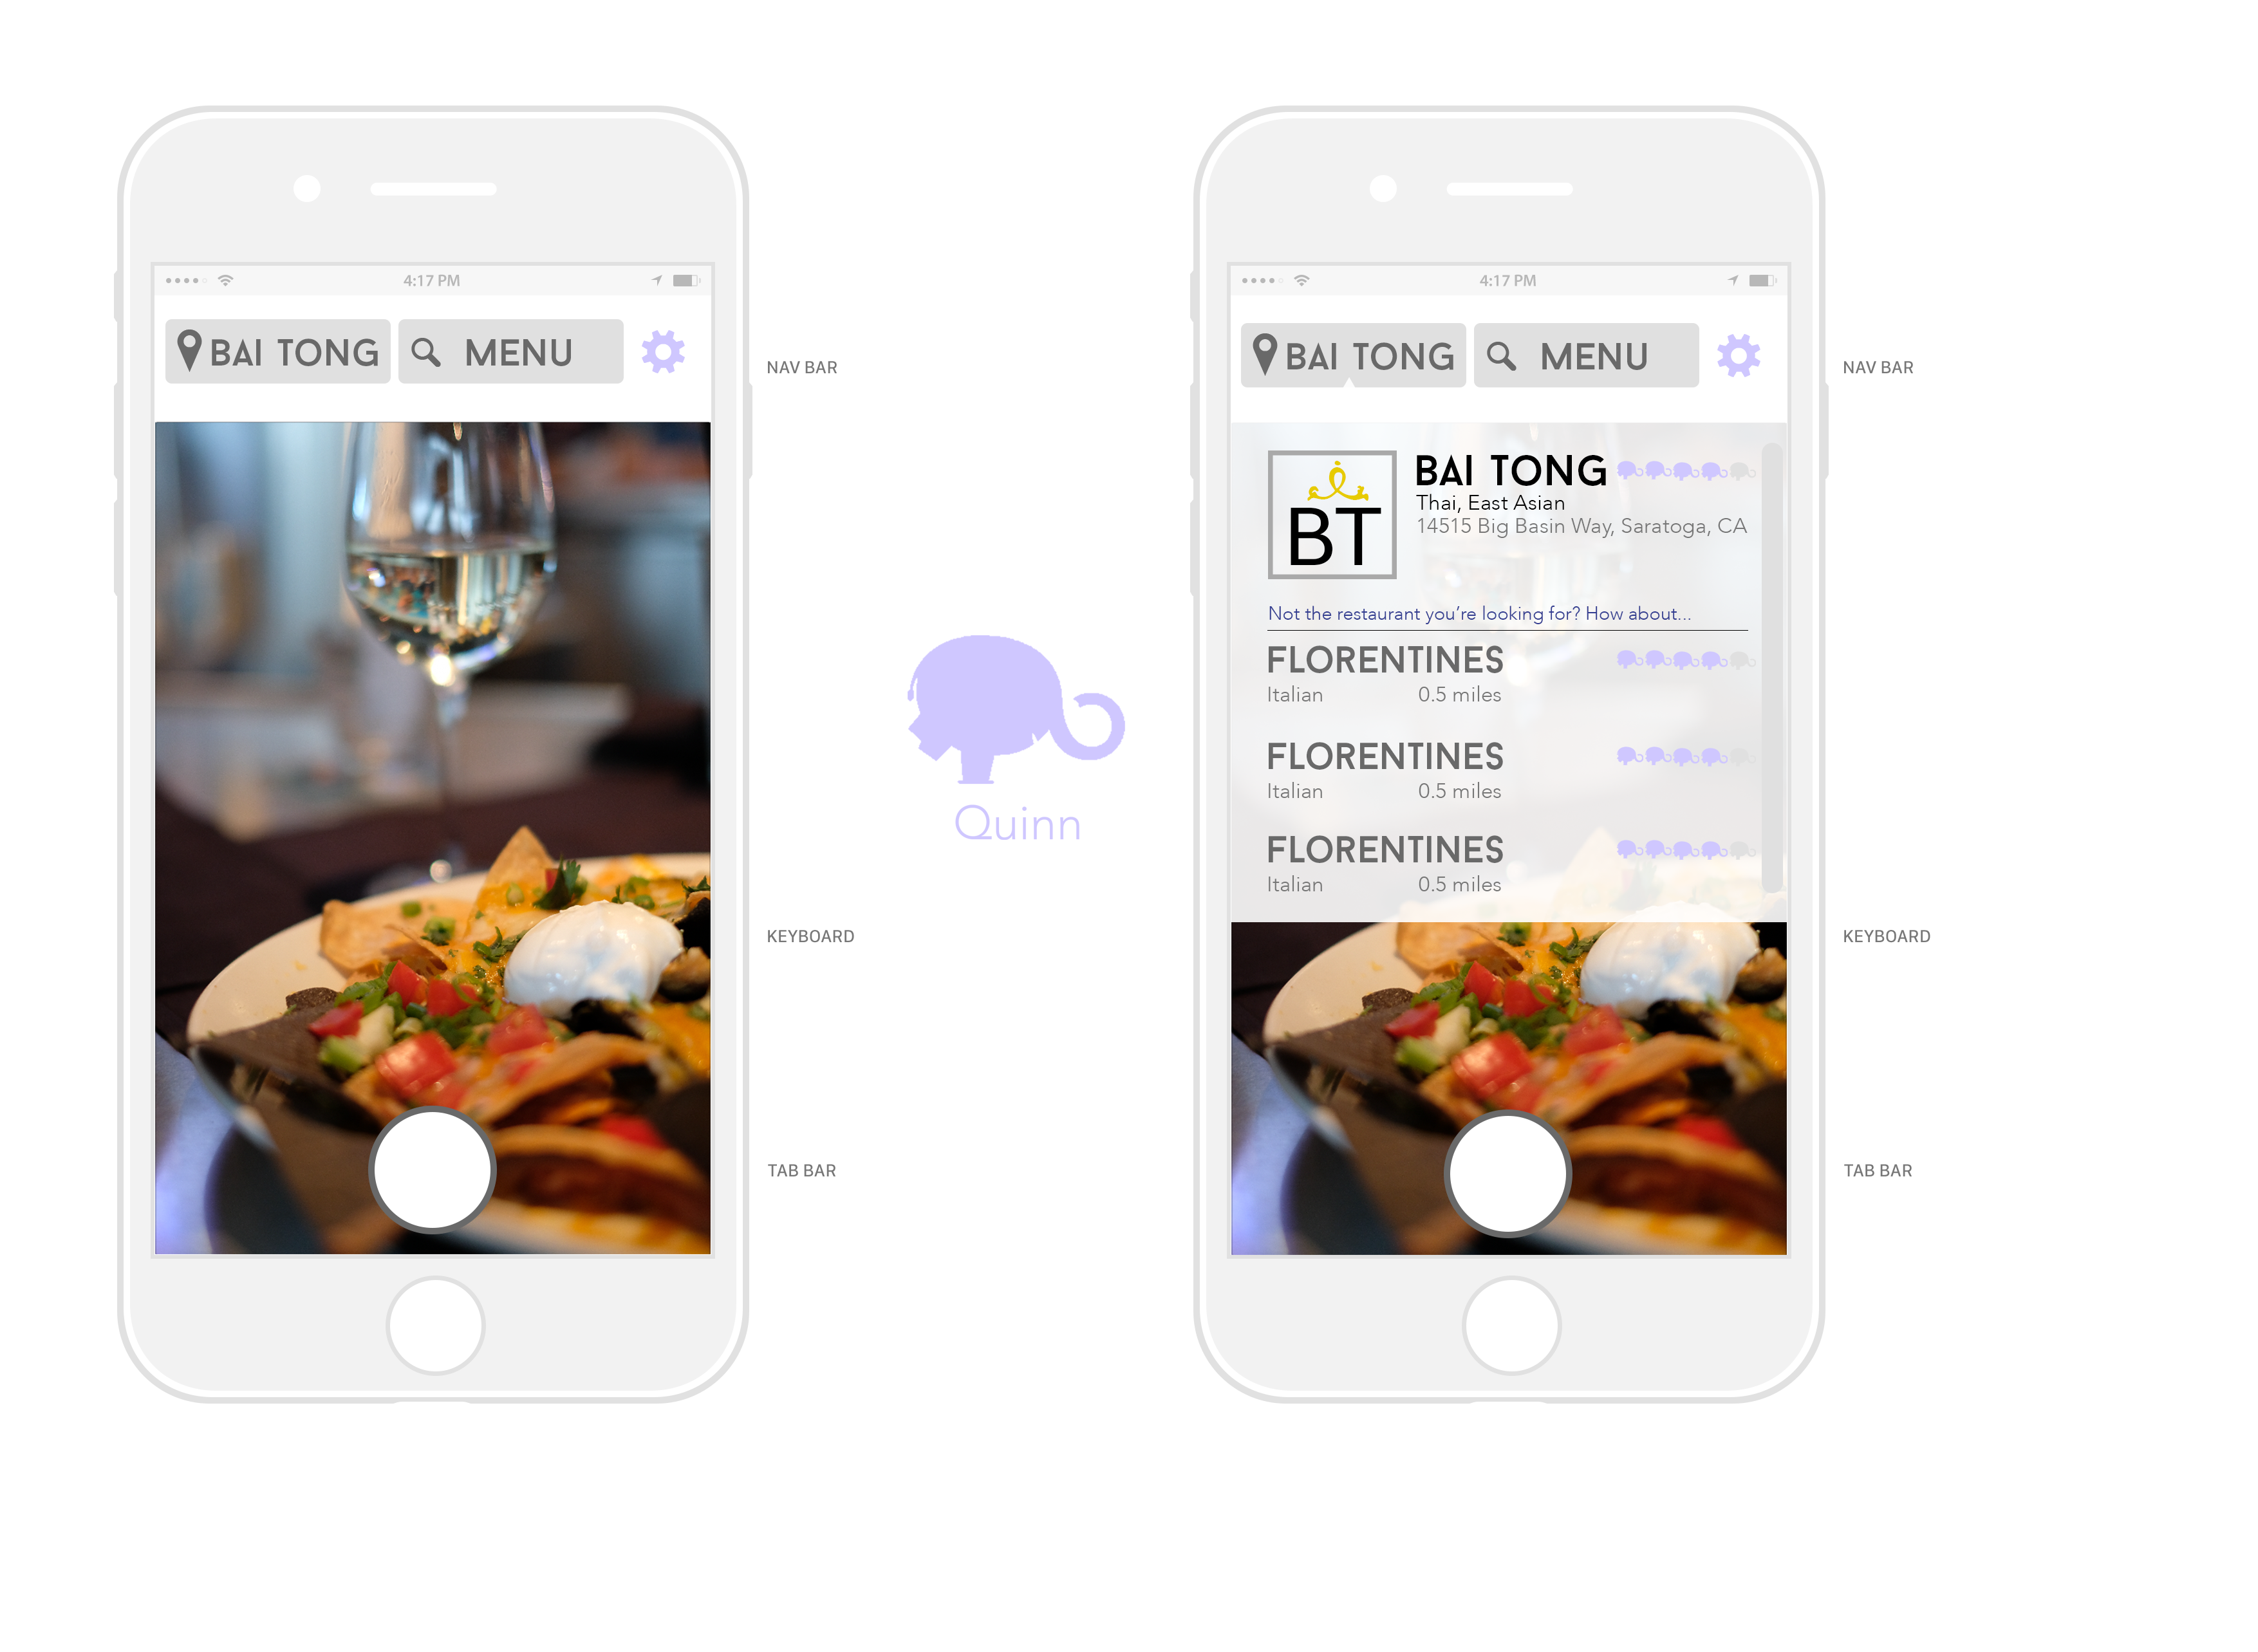 4:17 PM
BAI TONG
MENU
NAV BAR
KEYBOARD
TAB BAR
Quinn
4:17 PM
BAI TONG
MENU
BT
BAI TONG
Thai, East Asian
14515 Big Basin Way, Saratoga, CA
Not the restaurant you're looking for? How about...
FLORENTINES
Italian 0.5 miles
FLORENTINES
Italian 0.5 miles
FLORENTINES
Italian 0.5 miles
NAV BAR
KEYBOARD
TAB BAR